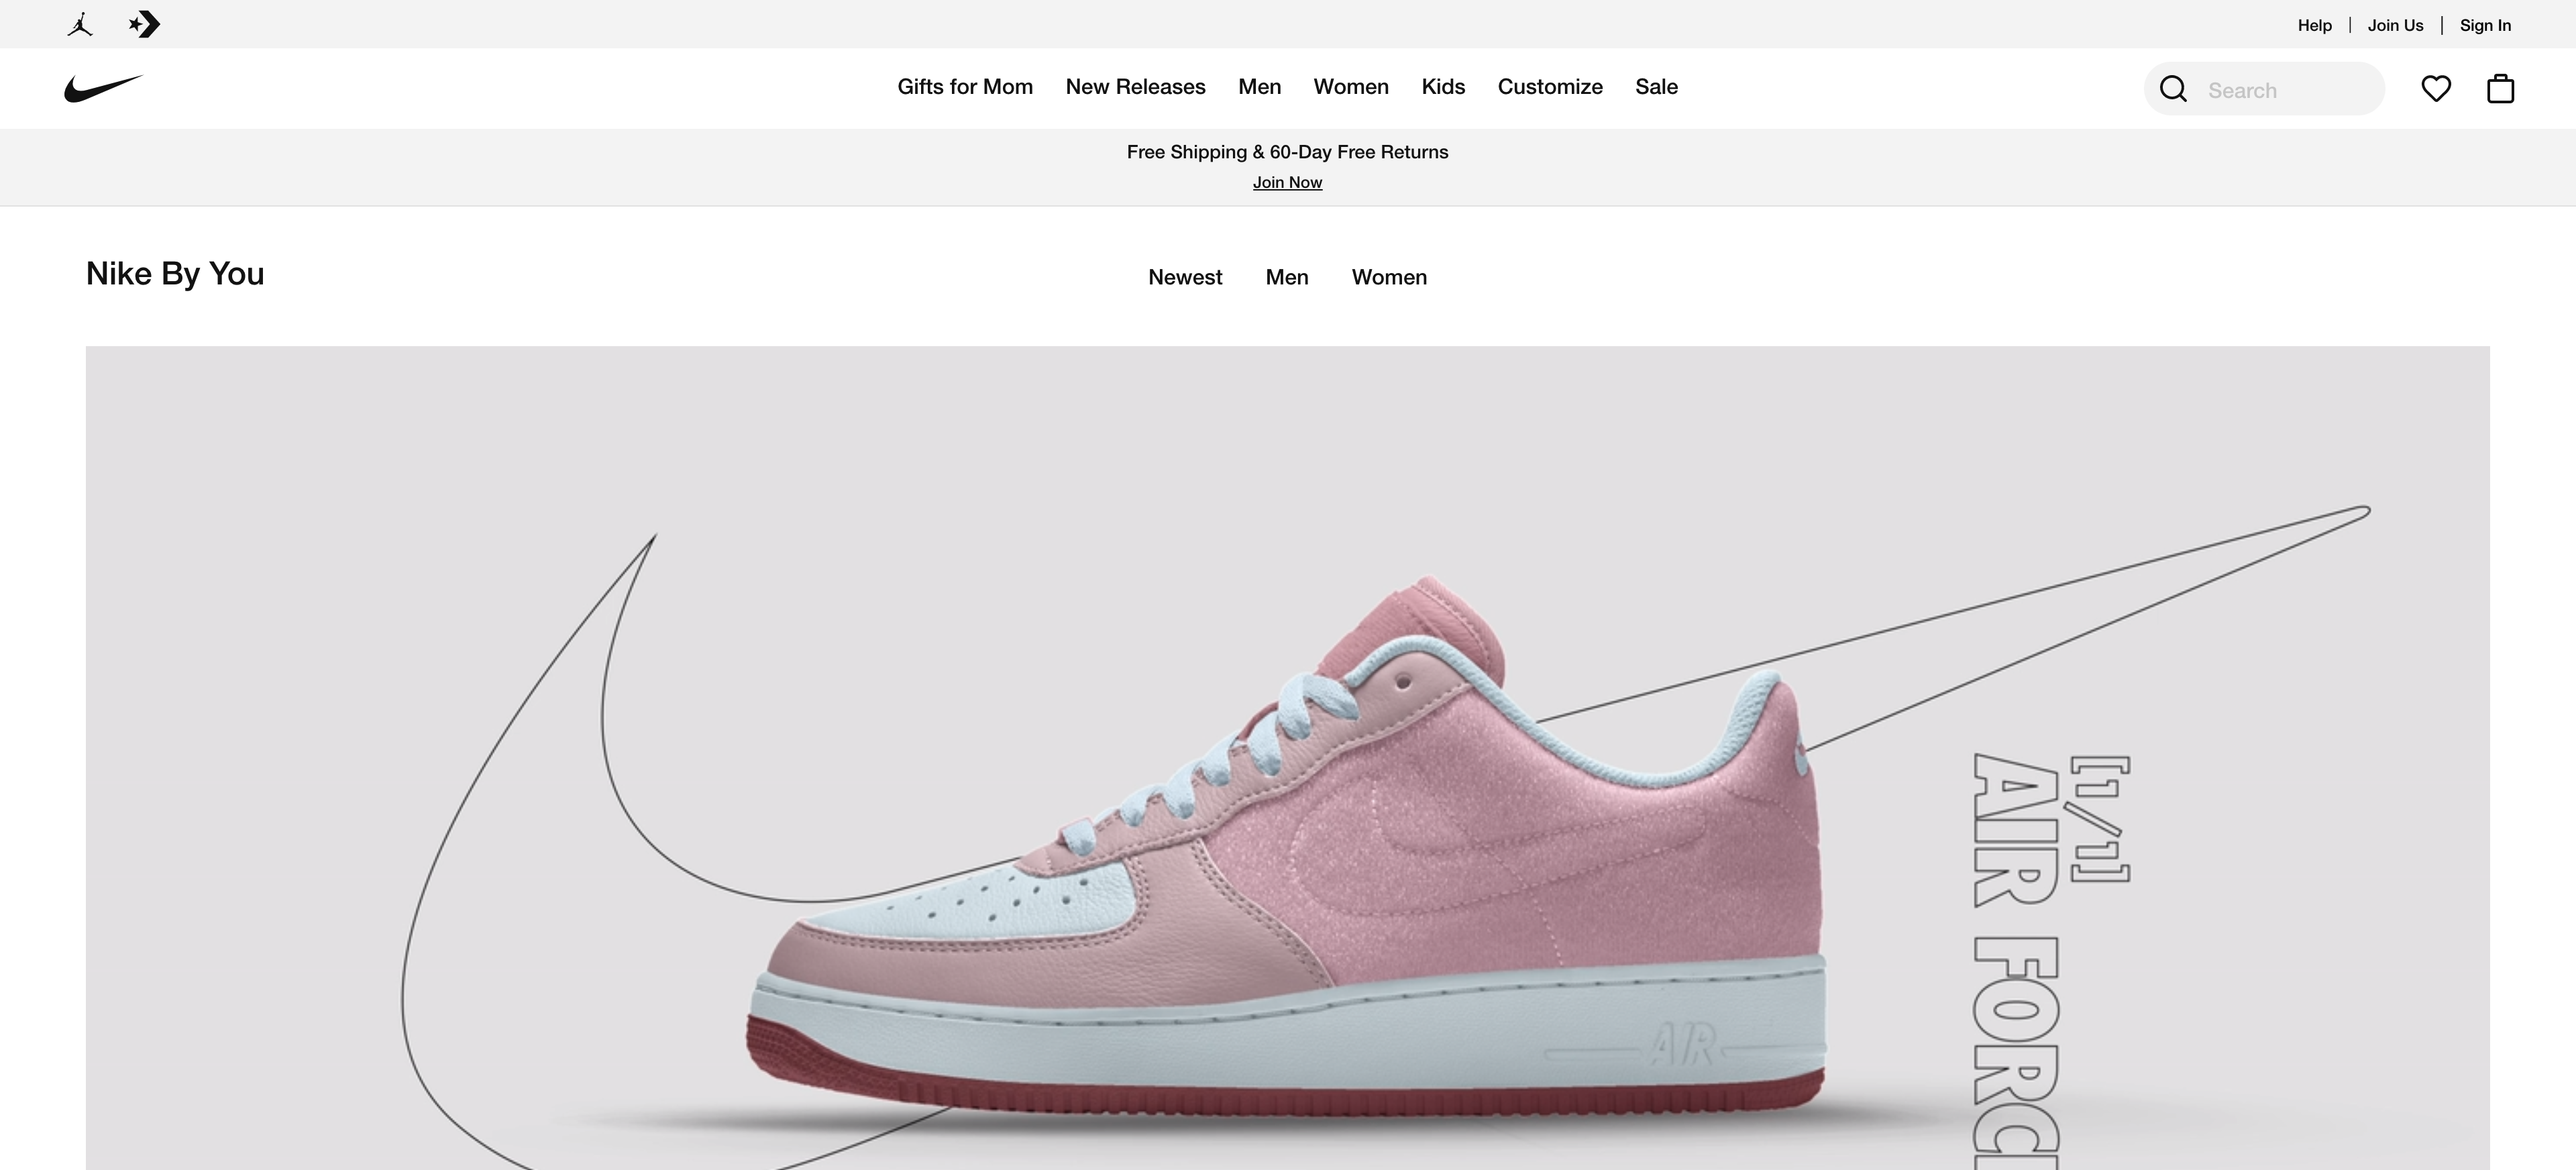 Help | Join Us | Sign In
Gifts for Mom New Releases Men Women Kids Customize Sale
Search
Free Shipping & 60-Day Free Returns
Join Now
Nike By You
Newest Men Women
[1/1]
AIR FORC
AIR